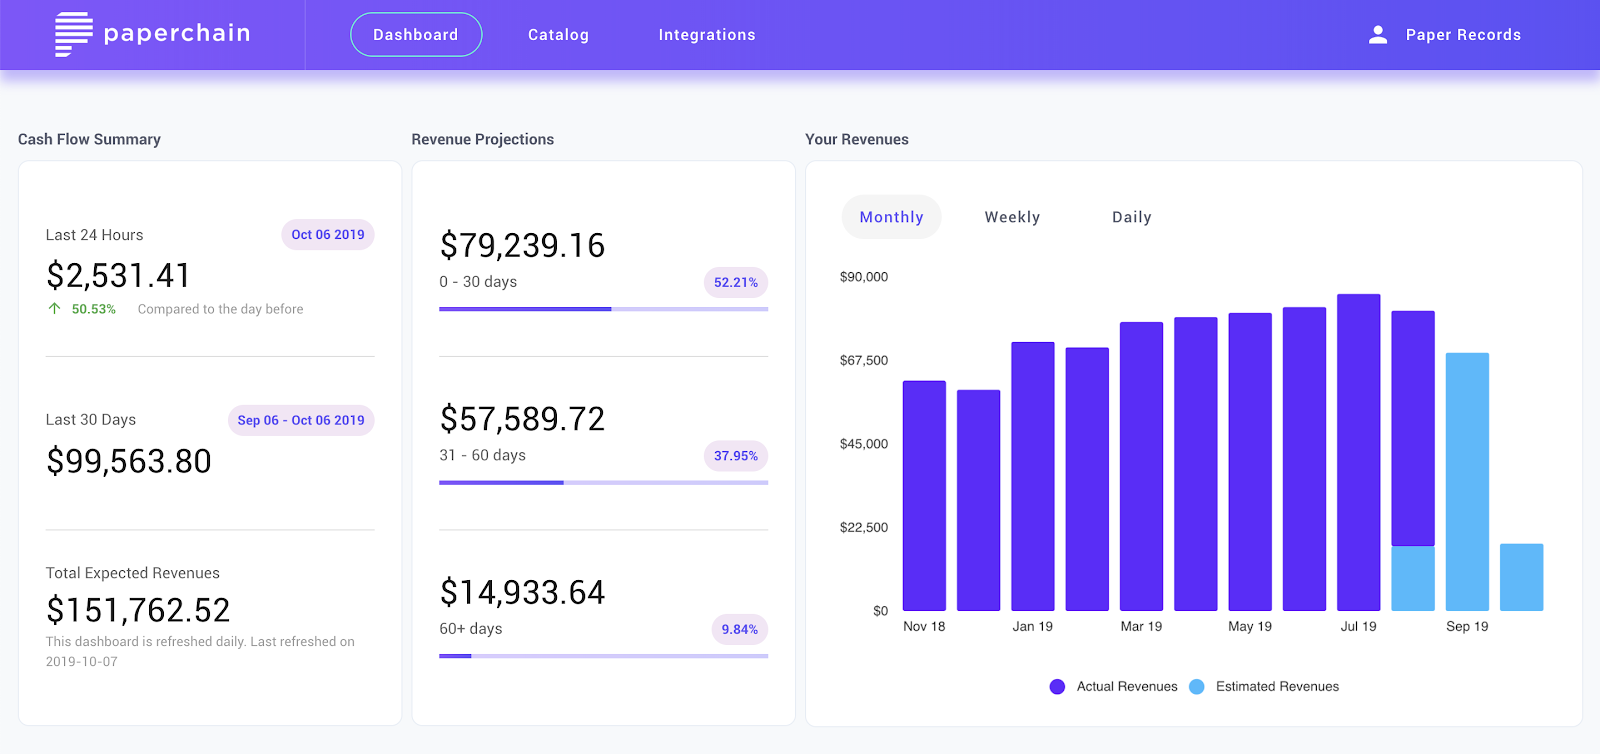 paperchain
Dashboard
Catalog
Integrations
Paper Records
Cash Flow Summary
Last 24 Hours
Oct 06 2019
$2,531.41
50.53%
Compared to the day before
Last 30 Days
Sep 06 - Oct 06 2019
$99,563.80
Total Expected Revenues
$151,762.52
This dashboard is refreshed daily. Last refreshed on
2019-10-07
Revenue Projections
$79,239.16
0 - 30 days
52.21%
$57,589.72
31 - 60 days
37.95%
$14,933.64
60+ days
9.84%
Your Revenues
Monthly
Weekly
Daily
$90,000
$67,500
$45,000
$22,500
$0
Nov 18
Jan 19
Mar 19
May 19
Jul 19
Sep 19
Actual Revenues
Estimated Revenues